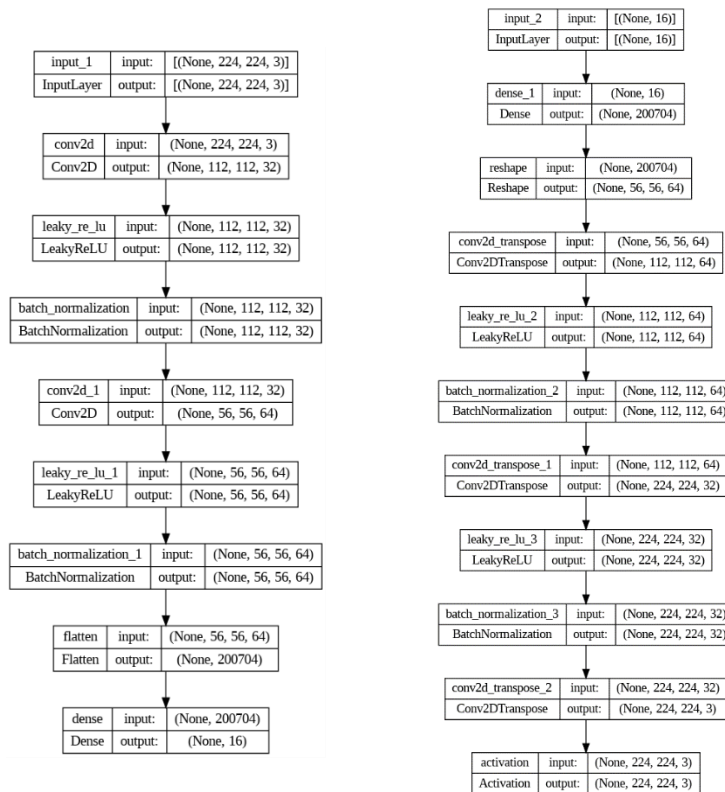 input_1 input: [(None, 224, 224, 3)]
InputLayer output: [(None, 224, 224, 3)]
conv2d input: (None, 224, 224, 3)
Conv2D output: (None, 112, 112, 32)
leaky_re_lu input: (None, 112, 112, 32)
LeakyReLU output: (None, 112, 112, 32)
batch_normalization input: (None, 112, 112, 32)
BatchNormalization output: (None, 112, 112, 32)
conv2d_1 input: (None, 112, 112, 32)
Conv2D output: (None, 56, 56, 64)
leaky_re_lu_1 input: (None, 56, 56, 64)
LeakyReLU output: (None, 56, 56, 64)
batch_normalization_1 input: (None, 56, 56, 64)
BatchNormalization output: (None, 56, 56, 64)
flatten input: (None, 56, 56, 64)
Flatten output: (None, 200704)
dense input: (None, 200704)
Dense output: (None, 16)
input_2 input: [(None, 16)]
InputLayer output: [(None, 16)]
dense_1 input: (None, 16)
Dense output: (None, 200704)
reshape input: (None, 200704)
Reshape output: (None, 56, 56, 64)
conv2d_transpose input: (None, 56, 56, 64)
Conv2DTranspose output: (None, 112, 112, 64)
leaky_re_lu_2 input: (None, 112, 112, 64)
LeakyReLU output: (None, 112, 112, 64)
batch_normalization_2 input: (None, 112, 112, 64)
BatchNormalization output: (None, 112, 112, 64)
conv2d_transpose_1 input: (None, 112, 112, 64)
Conv2DTranspose output: (None, 224, 224, 32)
leaky_re_lu_3 input: (None, 224, 224, 32)
LeakyReLU output: (None, 224, 224, 32)
batch_normalization_3 input: (None, 224, 224, 32)
BatchNormalization output: (None, 224, 224, 32)
conv2d_transpose_2 input: (None, 224, 224, 32)
Conv2DTranspose output: (None, 224, 224, 3)
activation input: (None, 224, 224, 3)
Activation output: (None, 224, 224, 3)